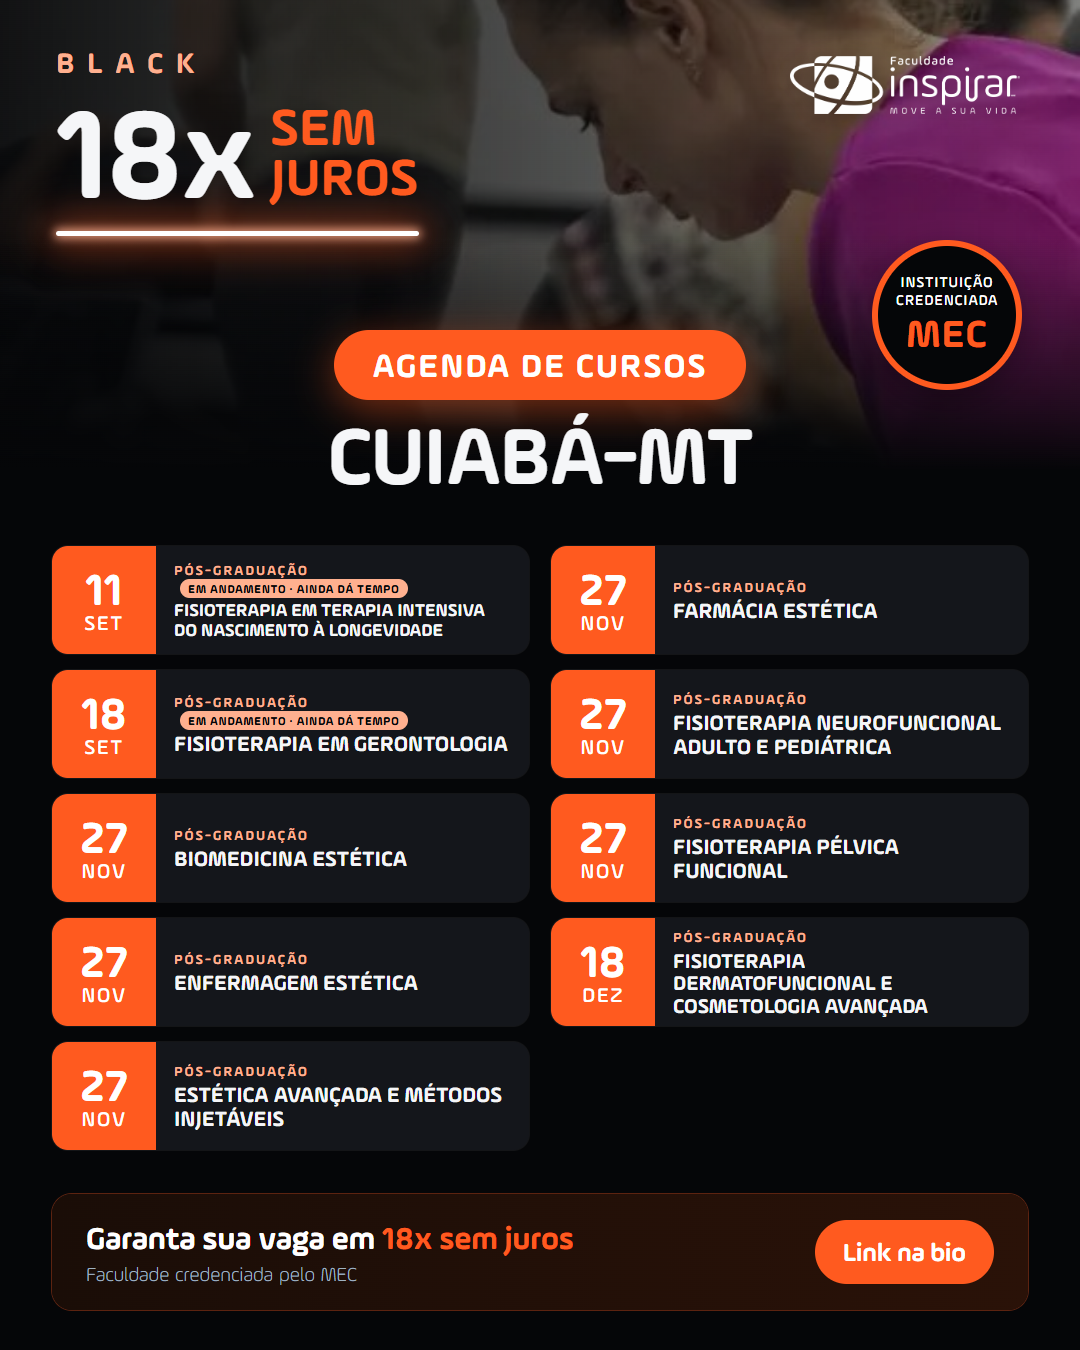 BLACK
18x SEM
JUROS
Faculdade
inspirar
MOVE A SUA VIDA
INSTITUIÇÃO
CREDENCIADA
MEC
AGENDA DE CURSOS
CUIABÁ-MT
11
SET
PÓS-GRADUAÇÃO
EM ANDAMENTO · AINDA DÁ TEMPO
FISIOTERAPIA EM TERAPIA INTENSIVA
DO NASCIMENTO À LONGEVIDADE
18
SET
PÓS-GRADUAÇÃO
EM ANDAMENTO · AINDA DÁ TEMPO
FISIOTERAPIA EM GERONTOLOGIA
27
NOV
PÓS-GRADUAÇÃO
BIOMEDICINA ESTÉTICA
27
NOV
PÓS-GRADUAÇÃO
ENFERMAGEM ESTÉTICA
27
NOV
PÓS-GRADUAÇÃO
ESTÉTICA AVANÇADA E MÉTODOS
INJETÁVEIS
27
NOV
PÓS-GRADUAÇÃO
FARMÁCIA ESTÉTICA
27
NOV
PÓS-GRADUAÇÃO
FISIOTERAPIA NEUROFUNCIONAL
ADULTO E PEDIÁTRICA
27
NOV
PÓS-GRADUAÇÃO
FISIOTERAPIA PÉLVICA
FUNCIONAL
18
DEZ
PÓS-GRADUAÇÃO
FISIOTERAPIA
DERMATOFUNCIONAL E
COSMETOLOGIA AVANÇADA
Garanta sua vaga em 18x sem juros
Faculdade credenciada pelo MEC
Link na bio